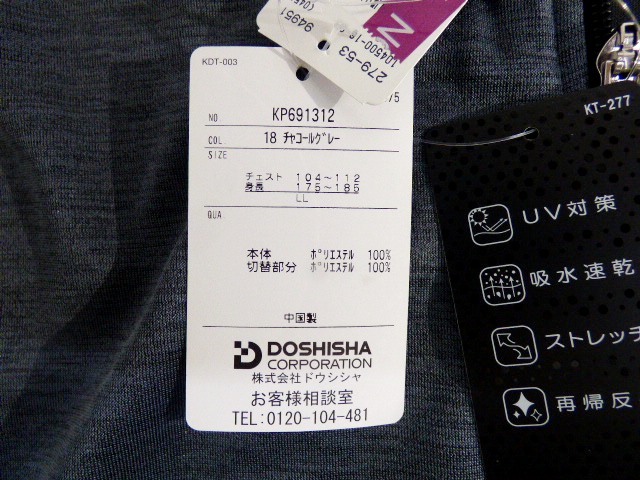 N
94951
279-53
104500-18
KDT-003
75
NO. KP691312
COL. 18 ﾁｬｺｰﾙｸﾞﾚｰ
SIZE
チェスト 104～112
身長 175～185
LL
QUA.
本体 ﾎﾟﾘｴｽﾃﾙ 100%
切替部分 ﾎﾟﾘｴｽﾃﾙ 100%
中国製
DOSHISHA
CORPORATION
株式会社ドウシシャ
お客様相談室
TEL:0120-104-481
KT-277
UV対策
吸水速乾
ストレッチ
再帰反